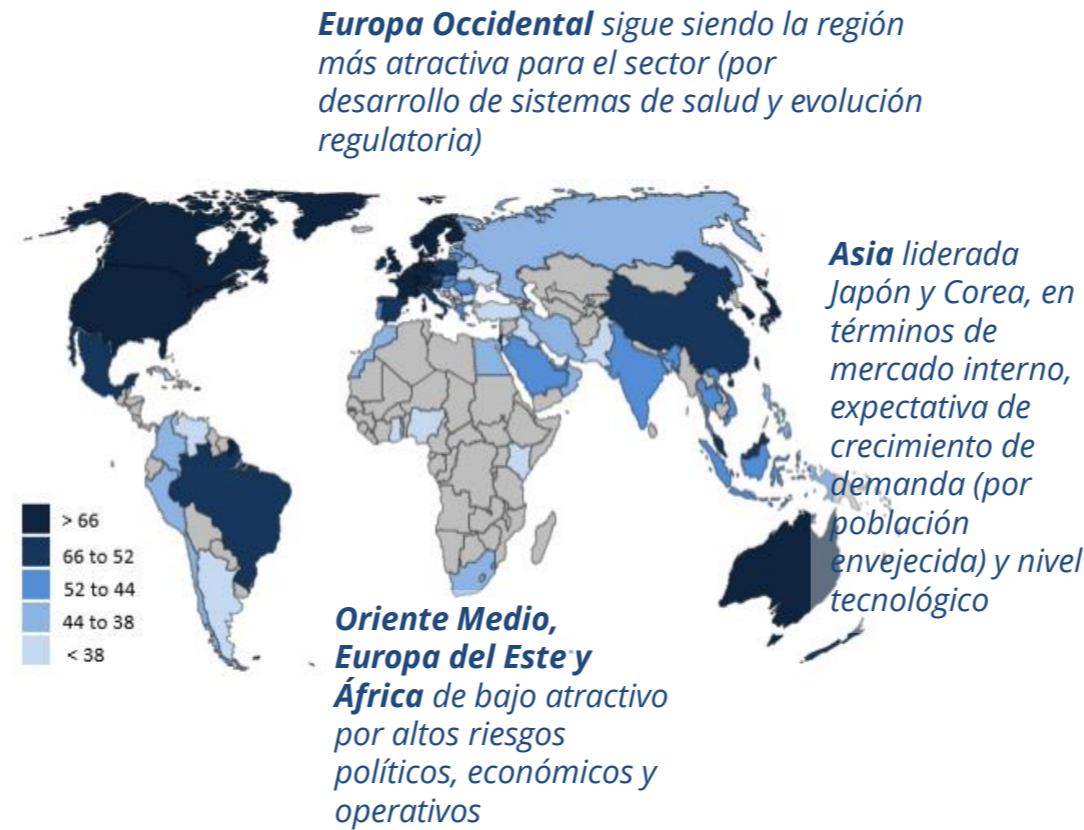 Europa Occidental sigue siendo la región
más atractiva para el sector (por
desarrollo de sistemas de salud y evolución
regulatoria)
Asia liderada
Japón y Corea, en
términos de
mercado interno,
expectativa de
crecimiento de
demanda (por
población
envejecida) y nivel
tecnológico
> 66
66 to 52
52 to 44
44 to 38
< 38
Oriente Medio,
Europa del Este y
África de bajo atractivo
por altos riesgos
políticos, económicos y
operativos